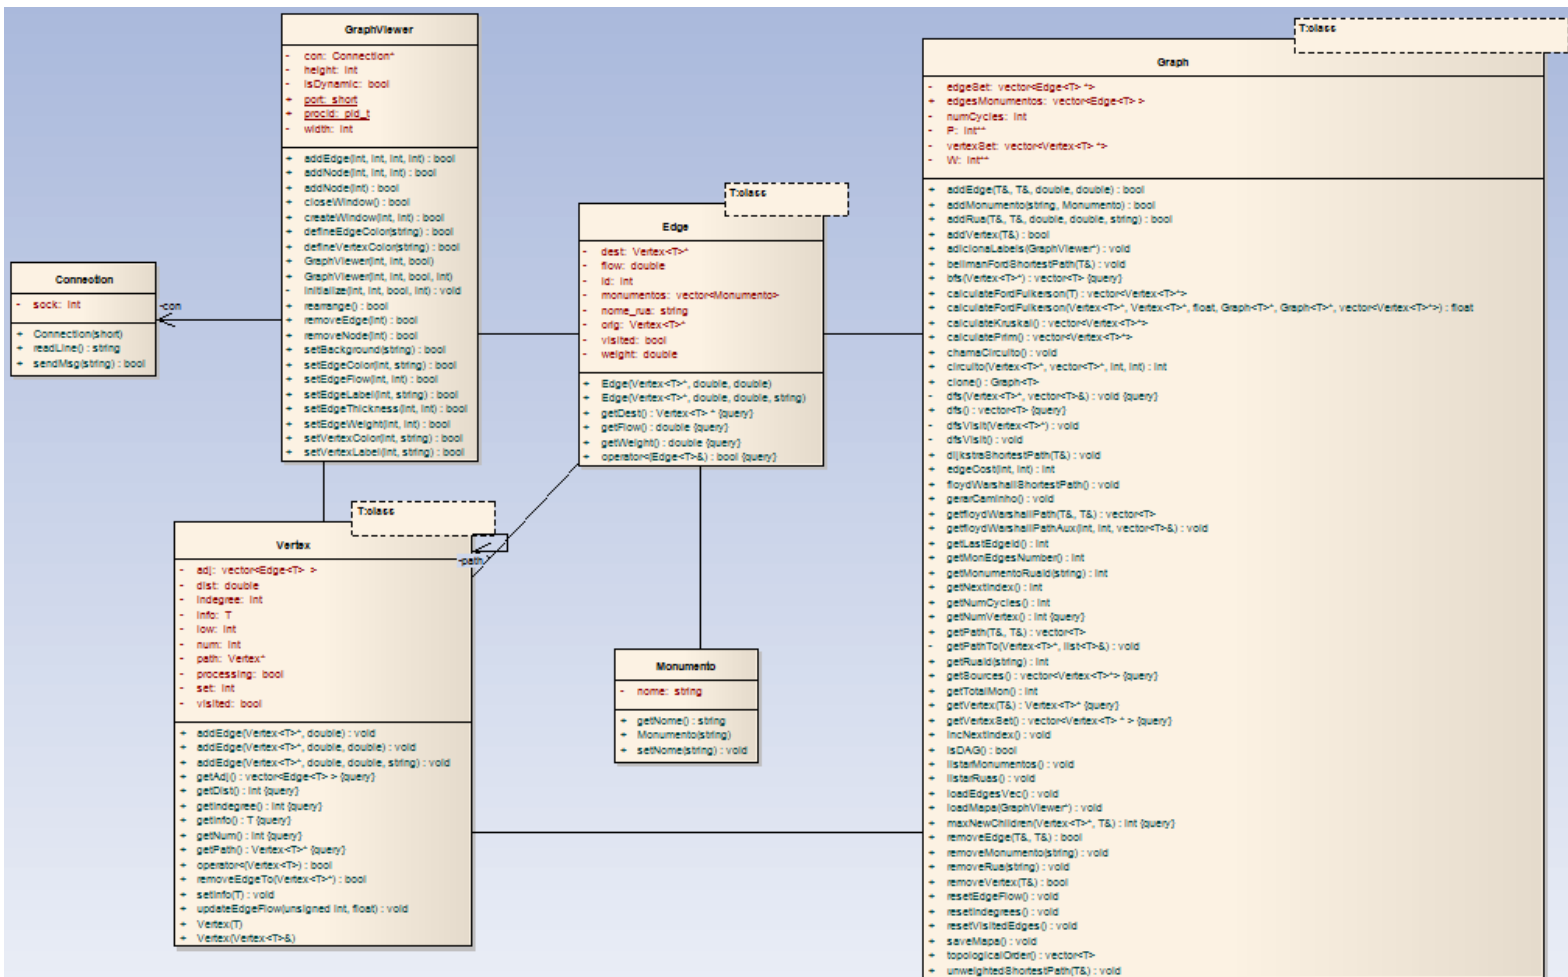 GraphViewer
- con: Connection*
- height: int
- isDynamic: bool
+ port: short
+ procId: pid_t
- width: int
+ addEdge(int, int, int, int) : bool
+ addNode(int, int, int) : bool
+ addNode(int) : bool
+ closeWindow() : bool
+ createWindow(int, int) : bool
+ defineEdgeColor(string) : bool
+ defineVertexColor(string) : bool
+ GraphViewer(int, int, bool)
+ GraphViewer(int, int, bool, int)
- initialize(int, int, bool, int) : void
+ rearrange() : bool
+ removeEdge(int) : bool
+ removeNode(int) : bool
+ setBackground(string) : bool
+ setEdgeColor(int, string) : bool
+ setEdgeFlow(int, int) : bool
+ setEdgeLabel(int, string) : bool
+ setEdgeThickness(int, int) : bool
+ setEdgeWeight(int, int) : bool
+ setVertexColor(int, string) : bool
+ setVertexLabel(int, string) : bool
Connection
- sock: int
+ Connection(short)
+ readLine() : string
+ sendMsg(string) : bool
-con
T:class
Edge
- dest: Vertex<T>*
- flow: double
- id: int
- monumentos: vector<Monumento>
- nome_rua: string
- orig: Vertex<T>*
- visited: bool
- weight: double
+ Edge(Vertex<T>*, double, double)
+ Edge(Vertex<T>*, double, double, string)
+ getDest() : Vertex<T> * {query}
+ getFlow() : double {query}
+ getWeight() : double {query}
+ operator<(Edge<T>&) : bool {query}
T:class
Vertex
- adj: vector<Edge<T> >
- dist: double
- indegree: int
- info: T
- low: int
- num: int
- path: Vertex*
- processing: bool
- set: int
- visited: bool
+ addEdge(Vertex<T>*, double) : void
+ addEdge(Vertex<T>*, double, double) : void
+ addEdge(Vertex<T>*, double, double, string) : void
+ getAdj() : vector<Edge<T> > {query}
+ getDist() : int {query}
+ getIndegree() : int {query}
+ getInfo() : T {query}
+ getNum() : int {query}
+ getPath() : Vertex<T>* {query}
+ operator<(Vertex<T>) : bool
+ removeEdgeTo(Vertex<T>*) : bool
+ setInfo(T) : void
+ updateEdgeFlow(unsigned int, float) : void
+ Vertex(T)
+ Vertex(Vertex<T>&)
-path
Monumento
- nome: string
+ getNome() : string
+ Monumento(string)
+ setNome(string) : void
T:class
Graph
- edgeSet: vector<Edge<T> *>
+ edgesMonumentos: vector<Edge<T> >
- numCycles: int
- P: int**
- vertexSet: vector<Vertex<T> *>
- W: int**
+ addEdge(T&, T&, double, double) : bool
+ addMonumento(string, Monumento) : bool
+ addRua(T&, T&, double, double, string) : bool
+ addVertex(T&) : bool
+ adicionaLabels(GraphViewer*) : void
+ bellmanFordShortestPath(T&) : void
+ bfs(Vertex<T>*) : vector<T> {query}
+ calculateFordFulkerson(T) : vector<Vertex<T>*>
+ calculateFordFulkerson(Vertex<T>*, Vertex<T>*, float, Graph<T>*, Graph<T>*, vector<Vertex<T>*>) : float
+ calculateKruskal() : vector<Vertex<T>*>
+ calculatePrim() : vector<Vertex<T>*>
+ chamaCircuito() : void
+ circuito(Vertex<T>*, vector<T>*, int, int) : int
+ clone() : Graph<T>
- dfs(Vertex<T>*, vector<T>&) : void {query}
+ dfs() : vector<T> {query}
- dfsVisit(Vertex<T>*) : void
- dfsVisit() : void
+ dijkstraShortestPath(T&) : void
+ edgeCost(int, int) : int
+ floydWarshallShortestPath() : void
+ gerarCaminho() : void
+ getfloydWarshallPath(T&, T&) : vector<T>
+ getfloydWarshallPathAux(int, int, vector<T>&) : void
+ getLastEdgeId() : int
+ getMonEdgesNumber() : int
+ getMonumentoRuaId(string) : int
+ getNextIndex() : int
+ getNumCycles() : int
+ getNumVertex() : int {query}
+ getPath(T&, T&) : vector<T>
- getPathTo(Vertex<T>*, list<T>&) : void
+ getRuaId(string) : int
+ getSources() : vector<Vertex<T>*> {query}
+ getTotalMon() : int
+ getVertex(T&) : Vertex<T>* {query}
+ getVertexSet() : vector<Vertex<T> * > {query}
+ incNextIndex() : void
+ isDAG() : bool
+ listarMonumentos() : void
+ listarRuas() : void
+ loadEdgesVec() : void
+ loadMapa(GraphViewer*) : void
+ maxNewChildren(Vertex<T>*, T&) : int {query}
+ removeEdge(T&, T&) : bool
+ removeMonumento(string) : void
+ removeRua(string) : void
+ removeVertex(T&) : bool
+ resetEdgeFlow() : void
+ resetIndegrees() : void
+ resetVisitedEdges() : void
+ saveMapa() : void
+ topologicalOrder() : vector<T>
+ unweightedShortestPath(T&) : void